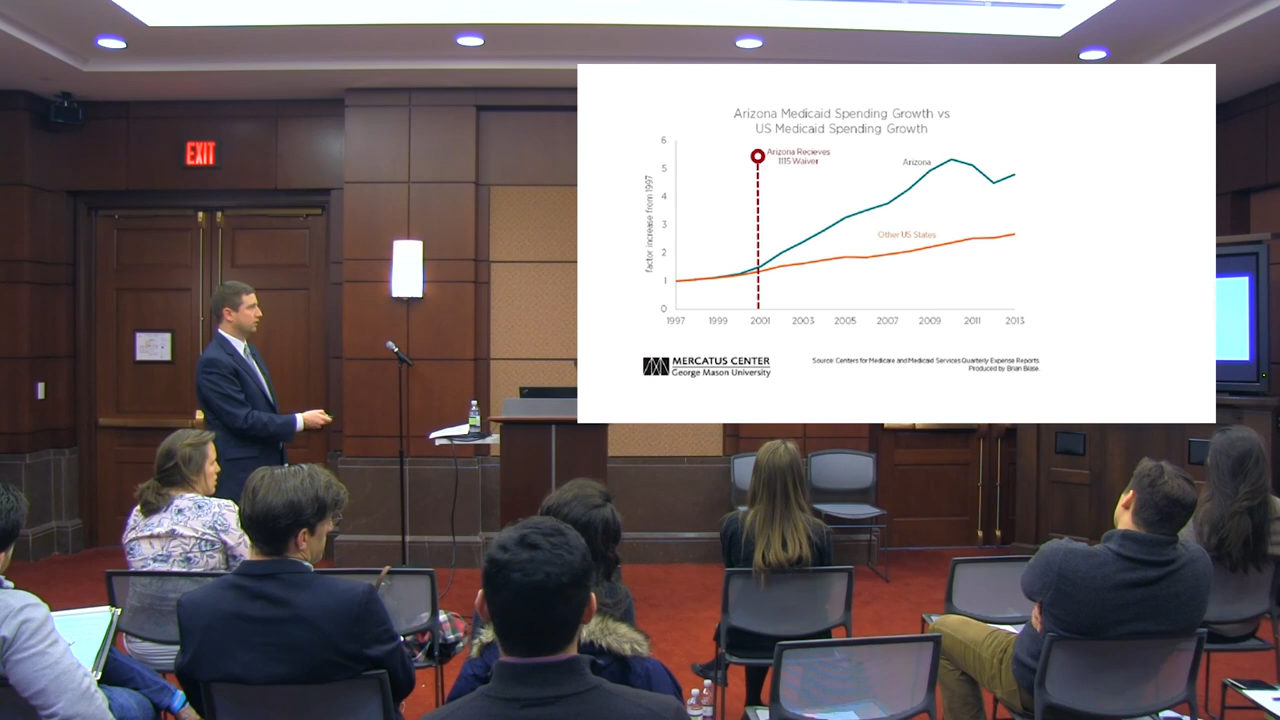 EXIT
Arizona Medicaid Spending Growth vs
US Medicaid Spending Growth
6
5
4
3
2
1
0
factor increase from 1997
Arizona Recieves
1115 Waiver
Arizona
Other US States
1997 1999 2001 2003 2005 2007 2009 2011 2013
MERCATUS CENTER
George Mason University
Source: Centers for Medicare and Medicaid Services Quarterly Expense Reports.
Produced by Brian Blase.